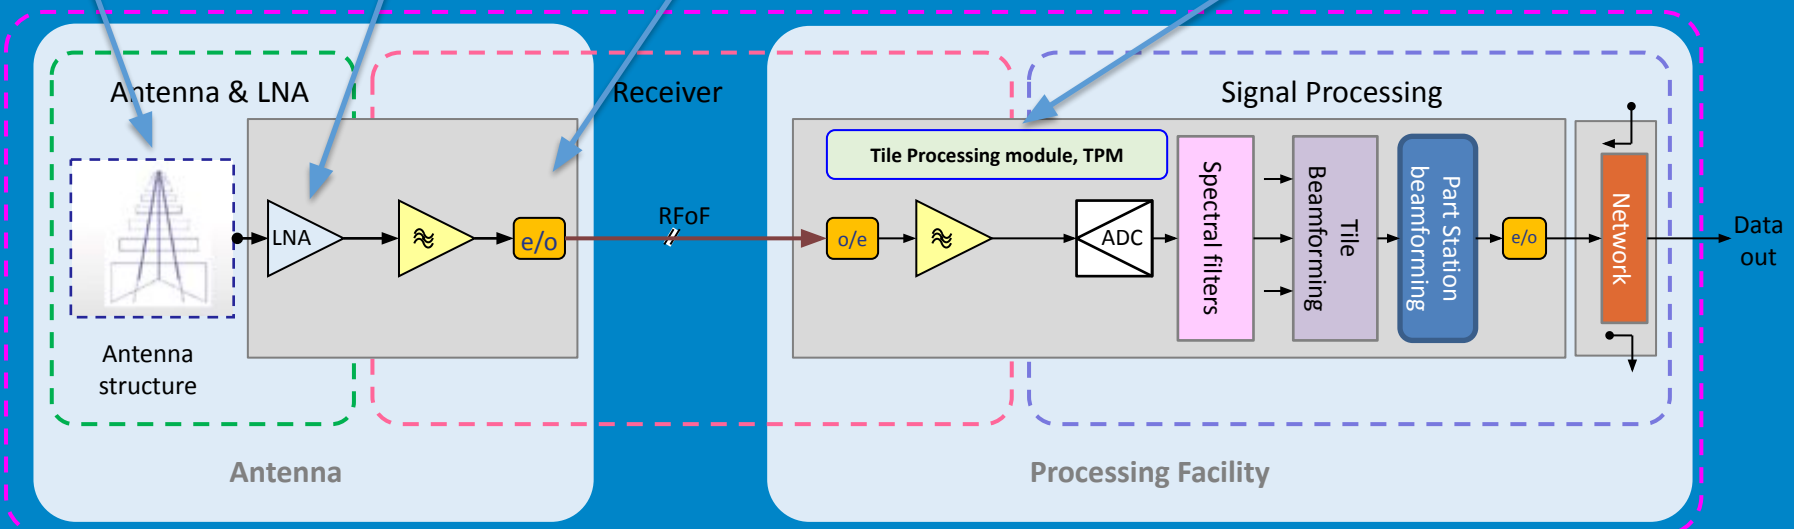 Antenna & LNA
Receiver
Signal Processing
Tile Processing module, TPM
LNA
e/o
RFoF
o/e
ADC
Spectral filters
Tile
Beamforming
Part Station
beamforming
e/o
Network
Data
out
Antenna
structure
Antenna
Processing Facility